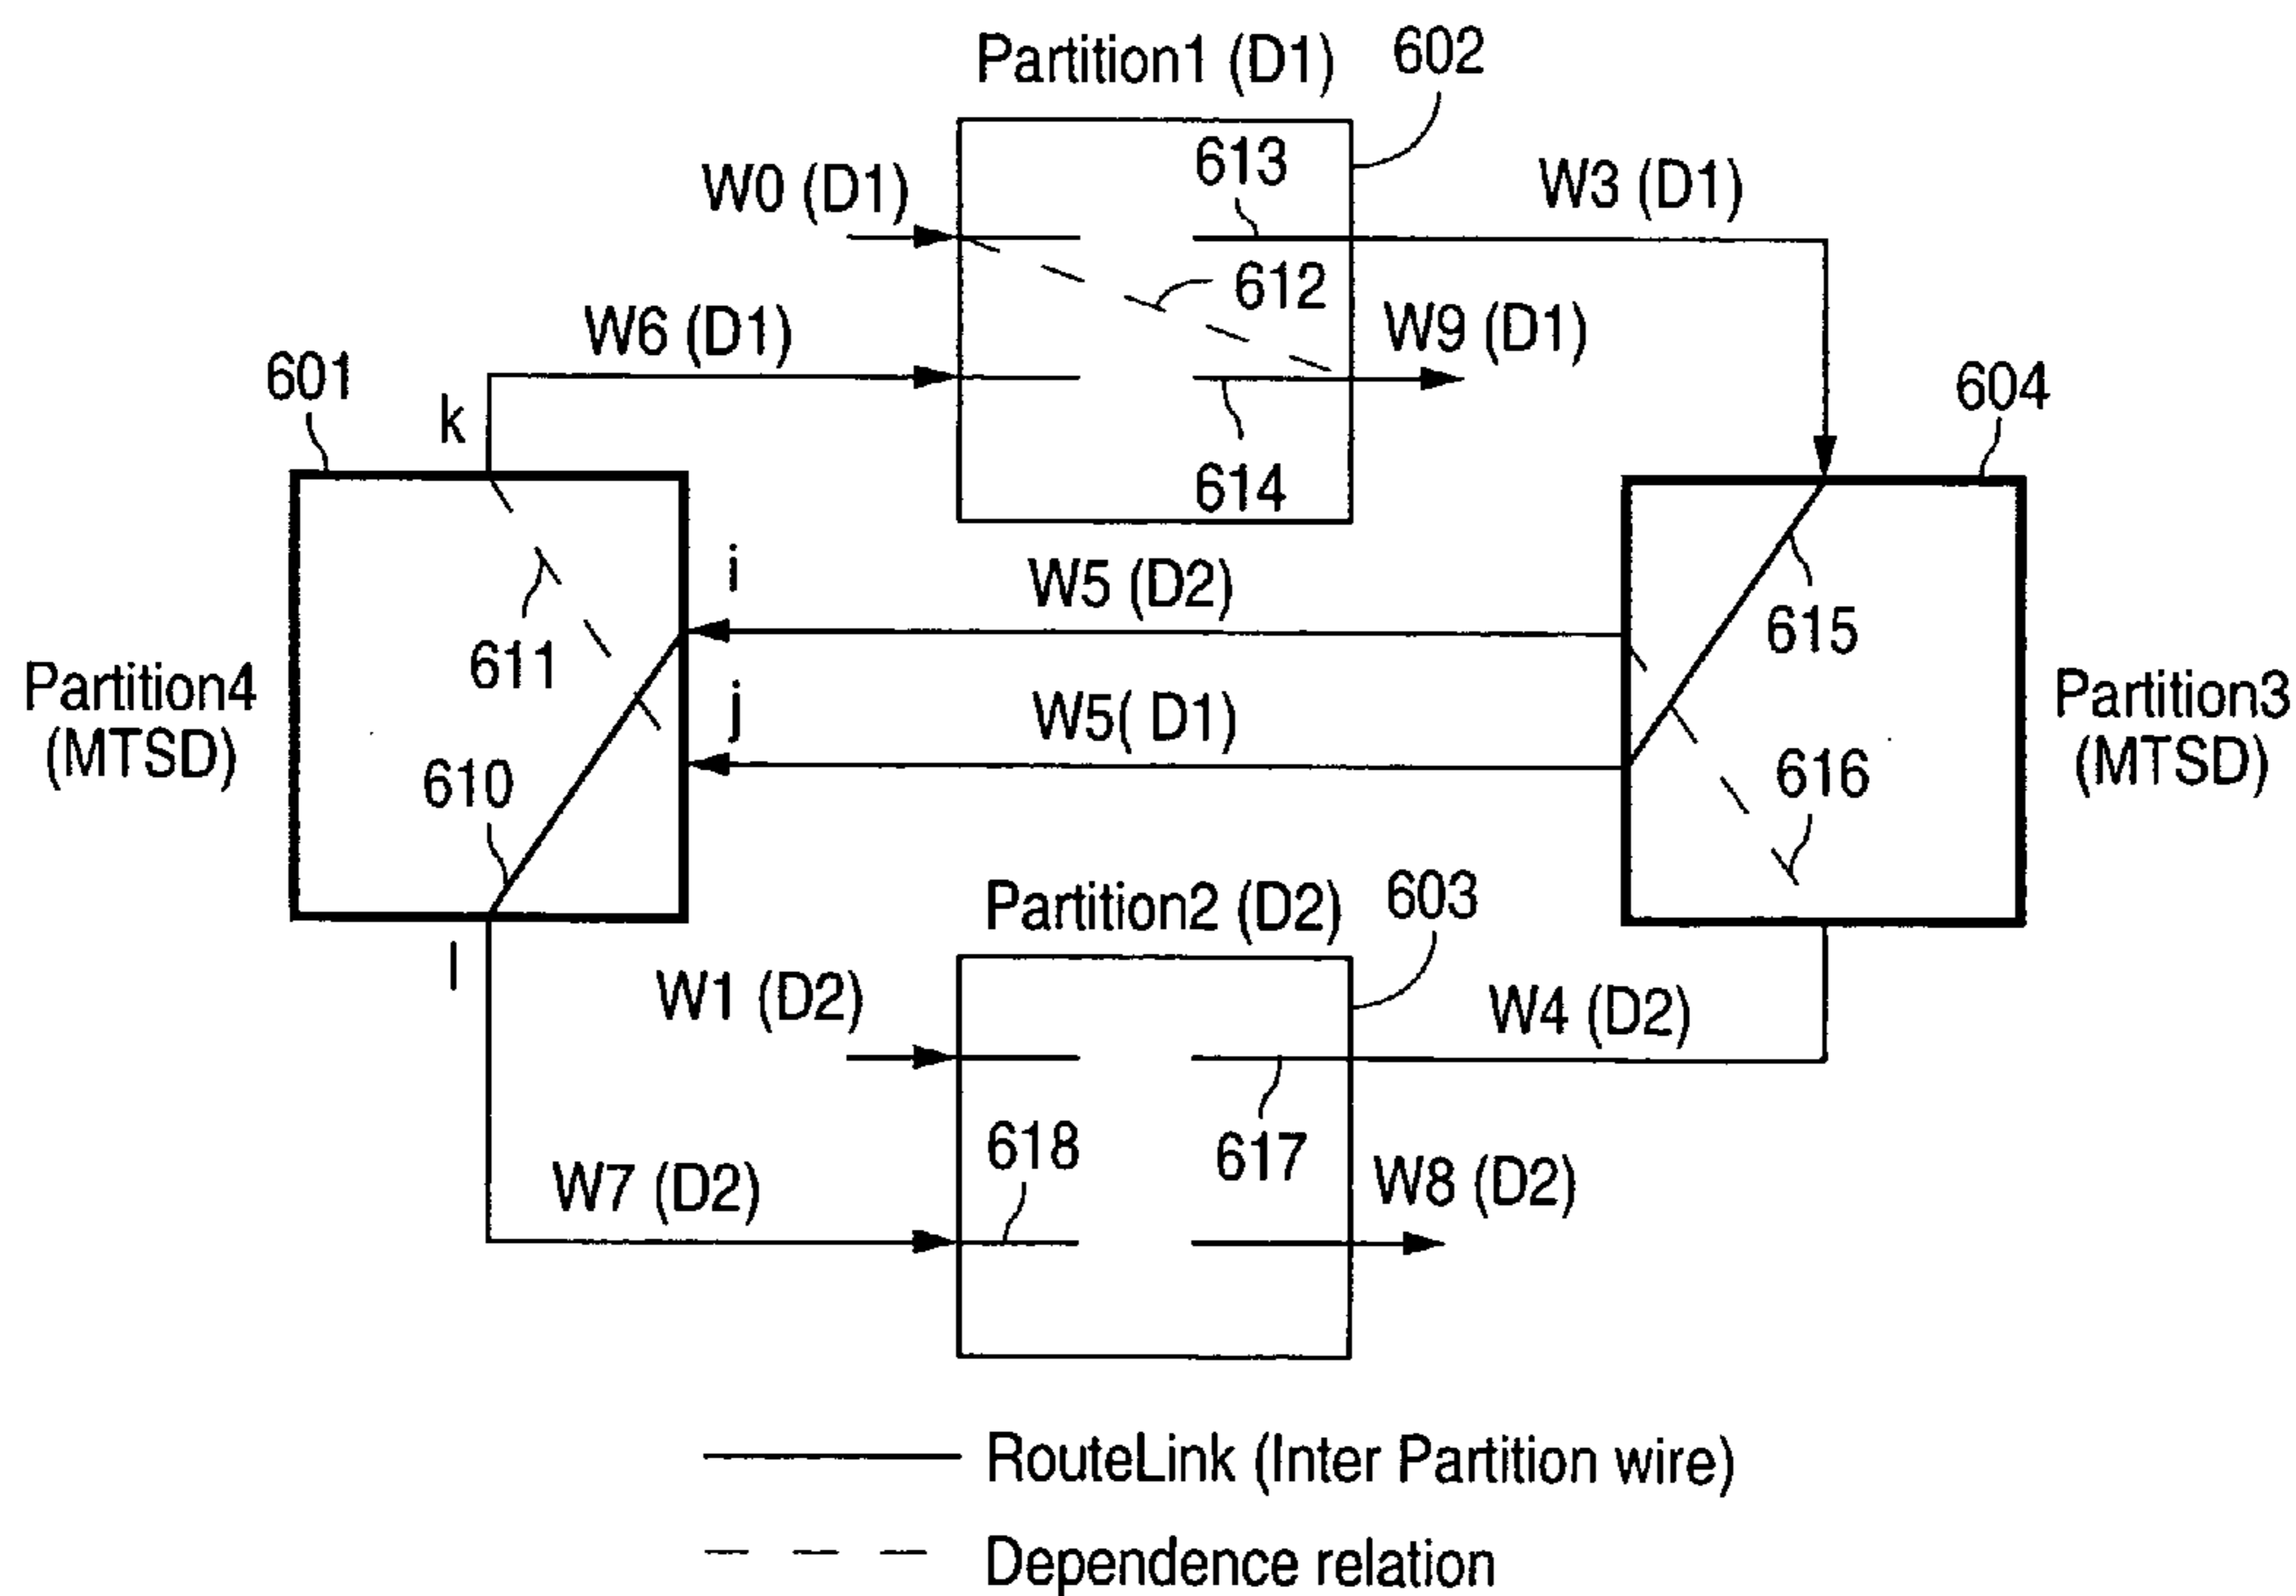 Partition1 (D1)
602
613
W0 (D1)
W3 (D1)
612
W6 (D1)
W9 (D1)
601
604
k
614
i
W5 (D2)
615
611
j
W5( D1)
Partition4
(MTSD)
Partition3
(MTSD)
610
616
Partition2 (D2)
603
l
W1 (D2)
W4 (D2)
618
617
W7 (D2)
W8 (D2)
RouteLink (Inter Partition wire)
Dependence relation